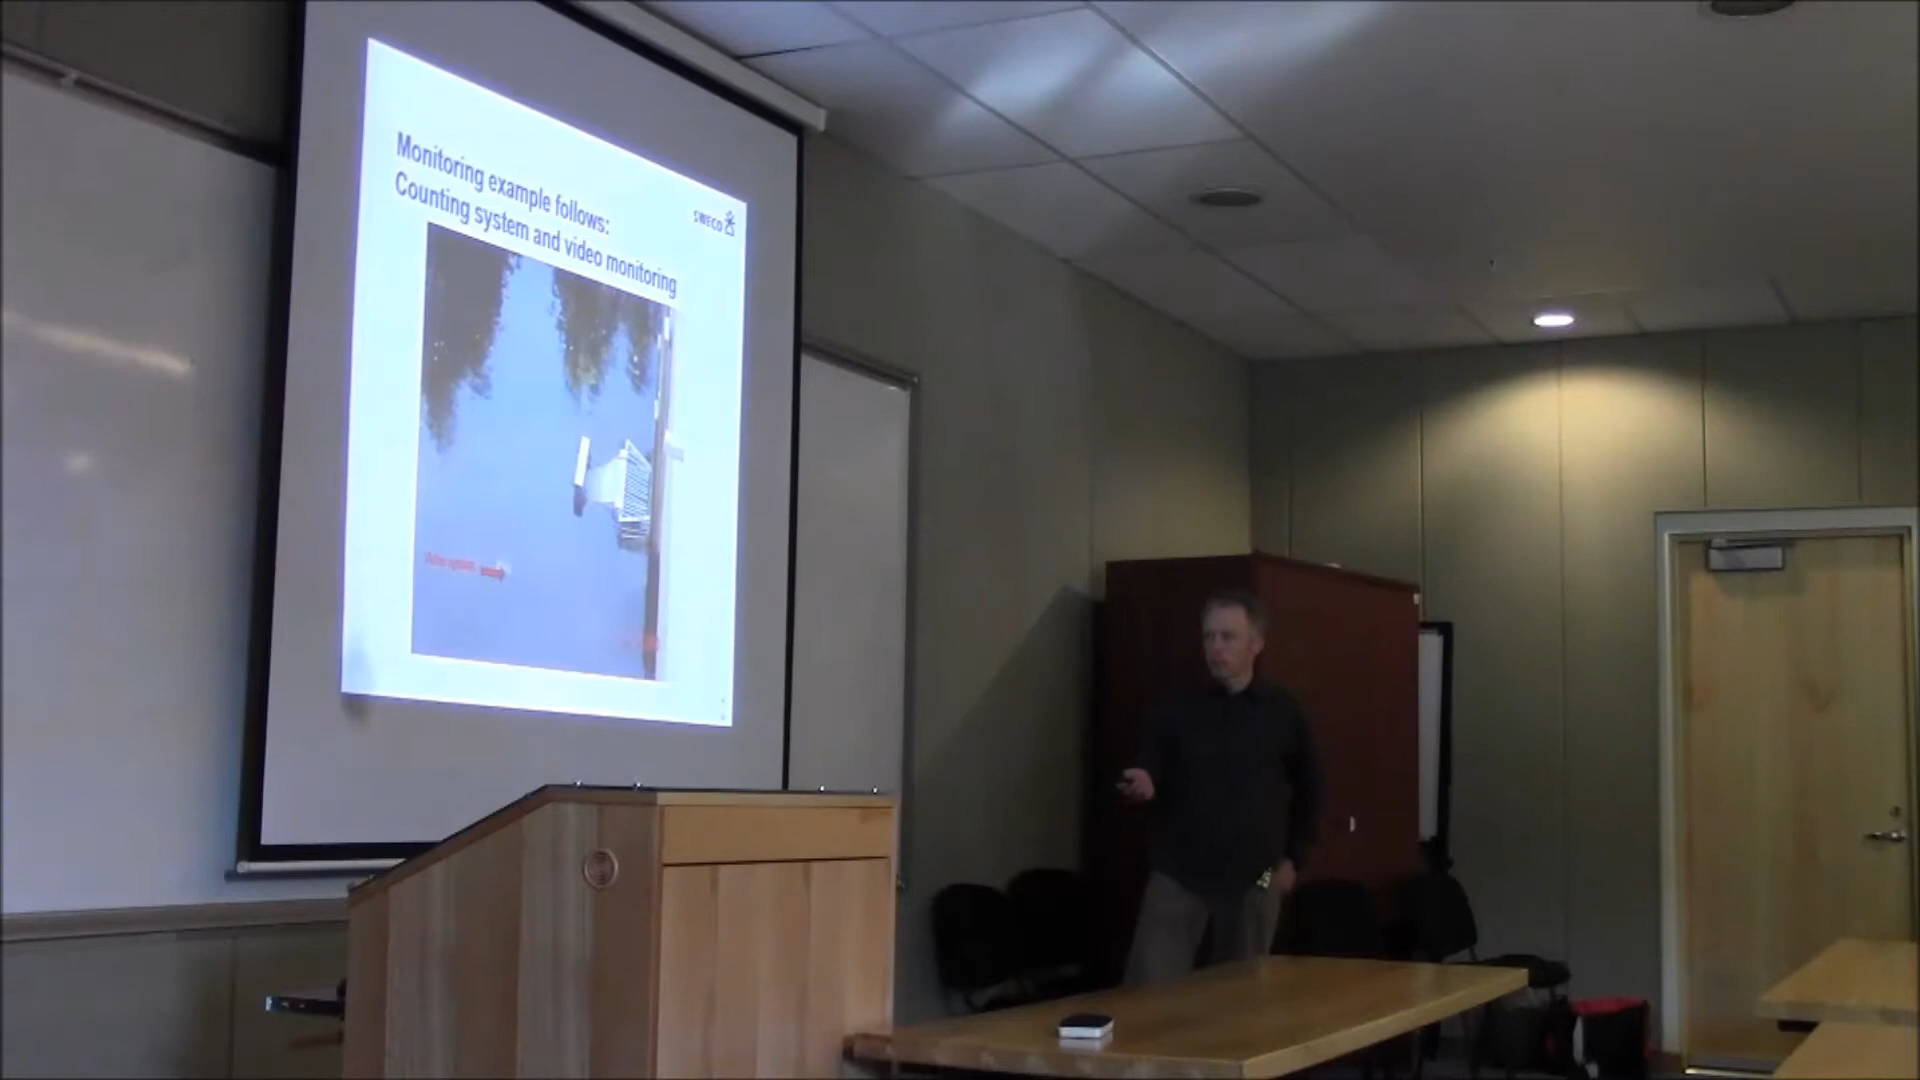 Monitoring example follows:
Counting system and video monitoring
SWECO